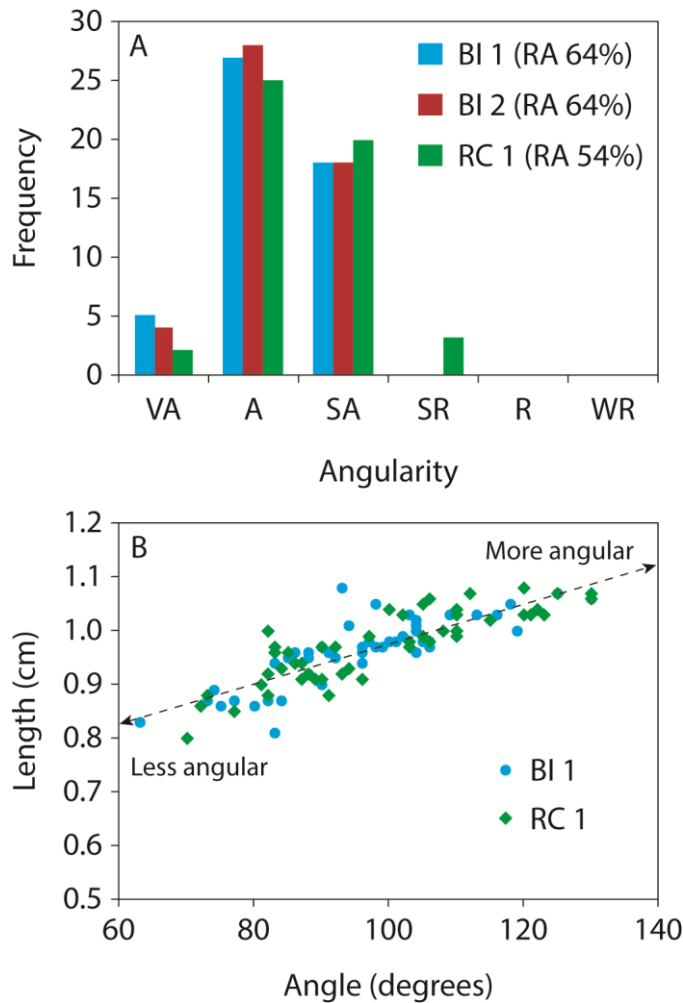 A
30
25
20
15
10
5
0
Frequency
BI 1 (RA 64%)
BI 2 (RA 64%)
RC 1 (RA 54%)
VA A SA SR R WR
Angularity
B
1.2
1.1
1.0
0.9
0.8
0.7
0.6
0.5
Length (cm)
More angular
Less angular
BI 1
RC 1
60 80 100 120 140
Angle (degrees)